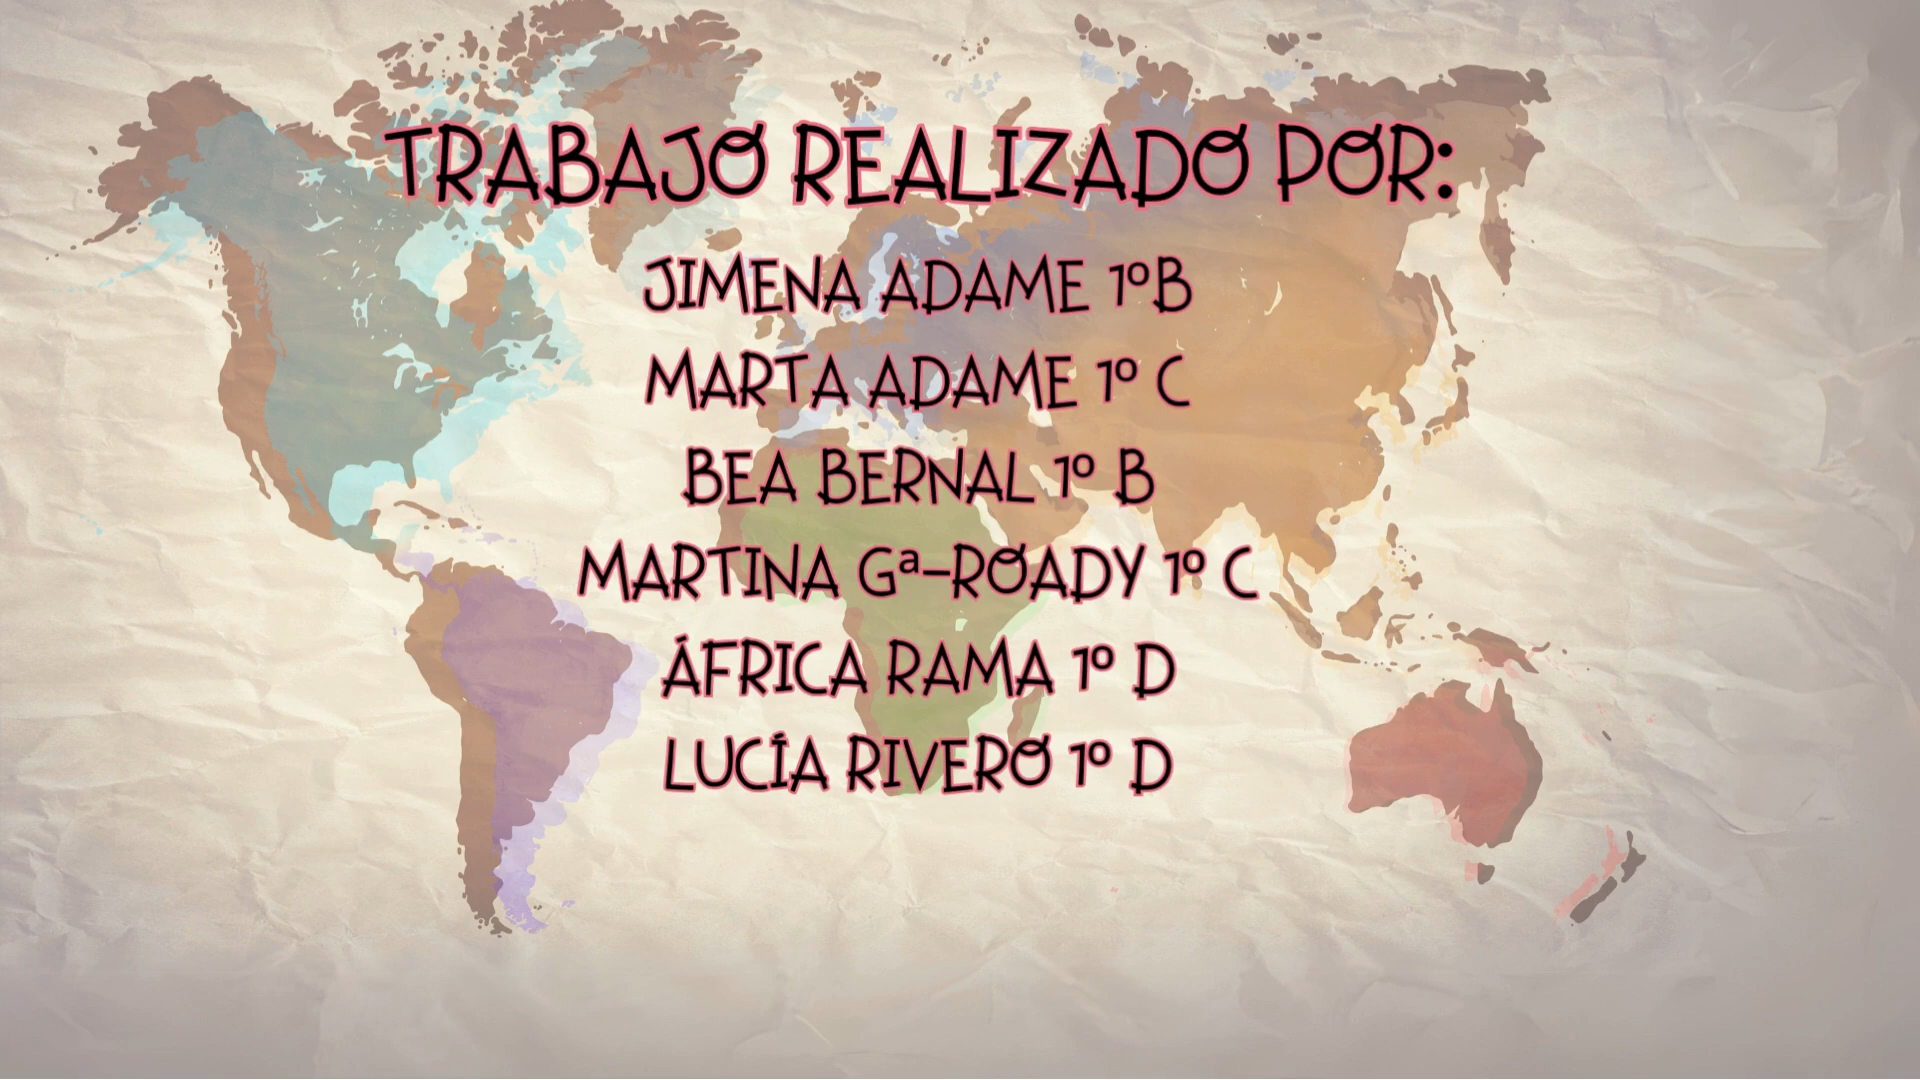 TRABAJO REALIZADO POR:
JIMENA ADAME 1ºB
MARTA ADAME 1º C
BEA BERNAL 1º B
MARTINA Gª-ROADY 1º C
ÁFRICA RAMA 1º D
LUCÍA RIVERO 1º D